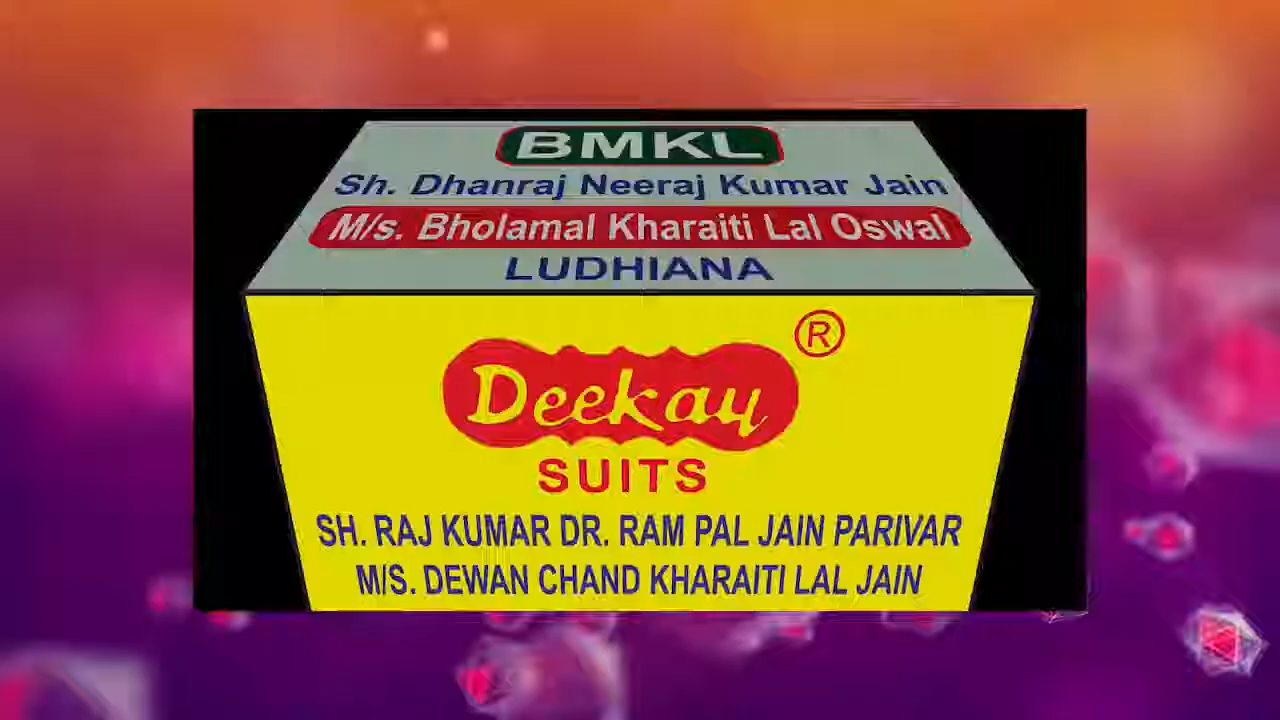 BMKL
Sh. Dhanraj Neeraj Kumar Jain
M/s. Bholamal Kharaiti Lal Oswal
LUDHIANA
®
Deekay
SUITS
SH. RAJ KUMAR DR. RAM PAL JAIN PARIVAR
M/S. DEWAN CHAND KHARAITI LAL JAIN